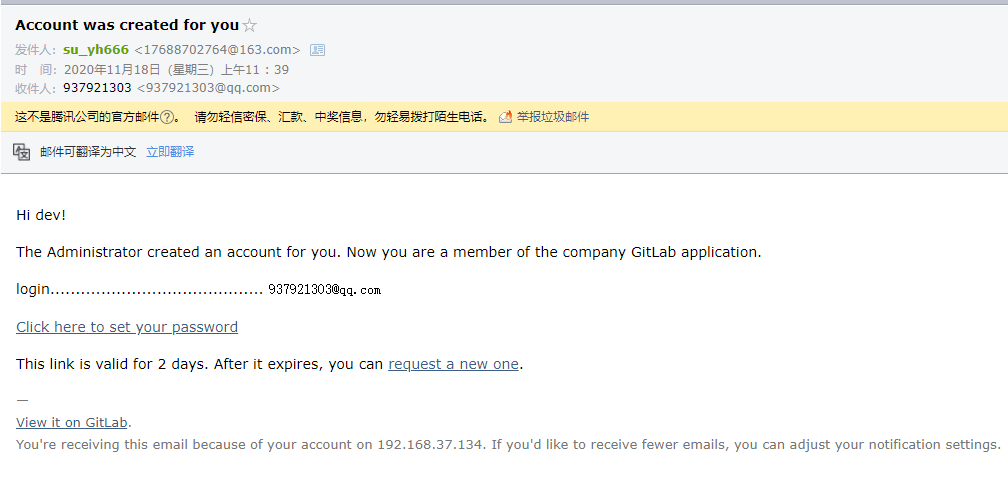 Account was created for you☆
发件人：su_yh666 <17688702764@163.com>
时　间：2020年11月18日（星期三）上午11：39
收件人：937921303 <937921303@qq.com>
这不是腾讯公司的官方邮件?。 请勿轻信密保、汇款、中奖信息，勿轻易拨打陌生电话。 举报垃圾邮件
邮件可翻译为中文 立即翻译
Hi dev!
The Administrator created an account for you. Now you are a member of the company GitLab application.
login.......................................... 937921303@qq.com
Click here to set your password
This link is valid for 2 days. After it expires, you can request a new one.
—
View it on GitLab.
You're receiving this email because of your account on 192.168.37.134. If you'd like to receive fewer emails, you can adjust your notification settings.